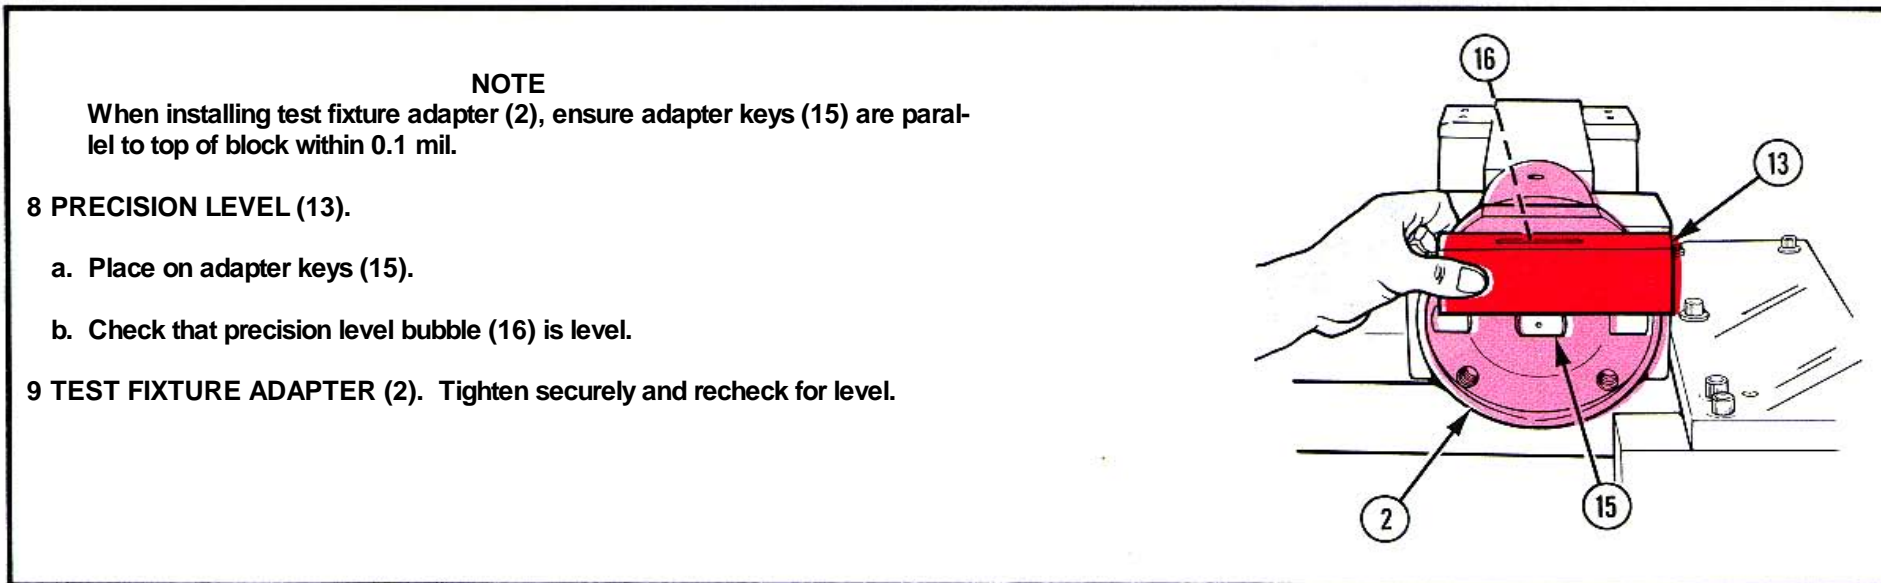 NOTE
When installing test fixture adapter (2), ensure adapter keys (15) are paral-
lel to top of block within 0.1 mil.
8 PRECISION LEVEL (13).
a. Place on adapter keys (15).
b. Check that precision level bubble (16) is level.
9 TEST FIXTURE ADAPTER (2). Tighten securely and recheck for level.
16
13
2
15